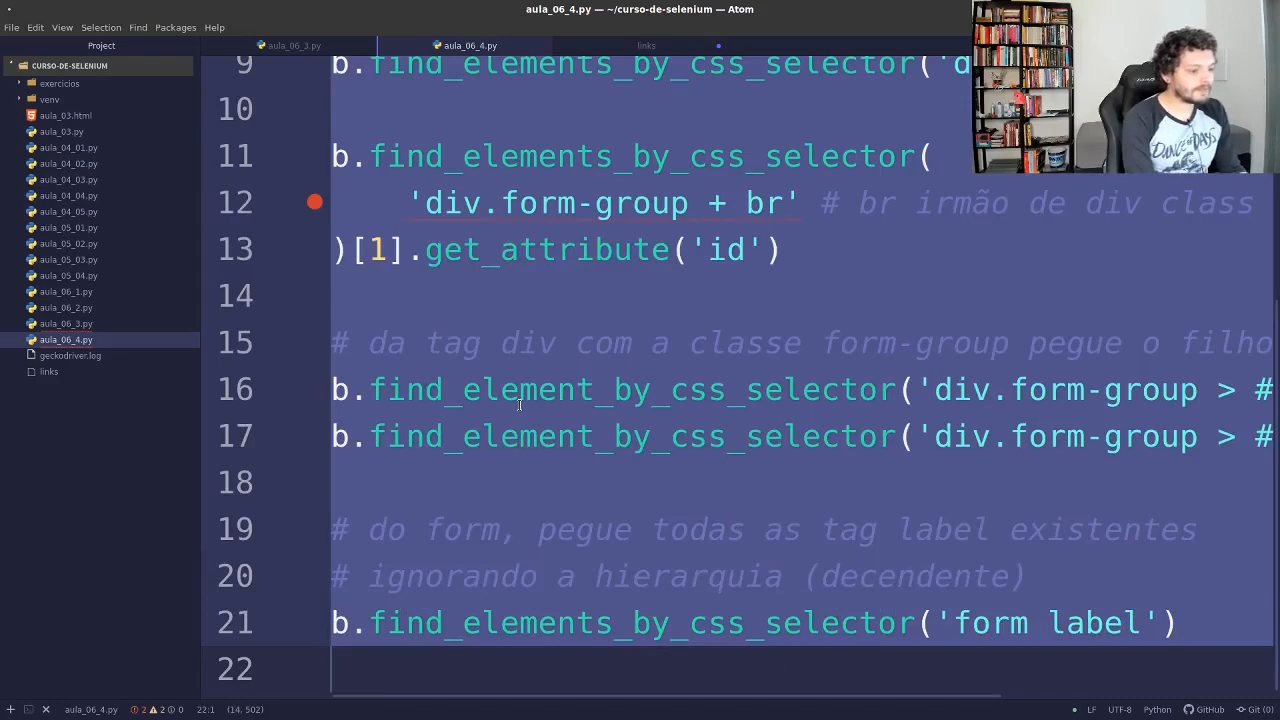 aula_06_4.py — ~/curso-de-selenium — Atom
File Edit View Selection Find Packages Help
Project
CURSO-DE-SELENIUM
exercicios
venv
aula_03.html
aula_03.py
aula_04_01.py
aula_04_02.py
aula_04_03.py
aula_04_04.py
aula_04_05.py
aula_05_01.py
aula_05_02.py
aula_05_03.py
aula_05_04.py
aula_06_1.py
aula_06_2.py
aula_06_3.py
aula_06_4.py
geckodriver.log
links
aula_06_3.py aula_06_4.py links
9 b.find_elements_by_css_selector('d
10
11 b.find_elements_by_css_selector(
12 'div.form-group + br' # br irmão de div class
13 )[1].get_attribute('id')
14
15 # da tag div com a classe form-group pegue o filho
16 b.find_element_by_css_selector('div.form-group > #
17 b.find_element_by_css_selector('div.form-group > #
18
19 # do form, pegue todas as tag label existentes
20 # ignorando a hierarquia (decendente)
21 b.find_elements_by_css_selector('form label')
22
aula_06_4.py 2 2 0 22:1 (14, 502) LF UTF-8 Python GitHub Git (0)
DANCE OF DAYS